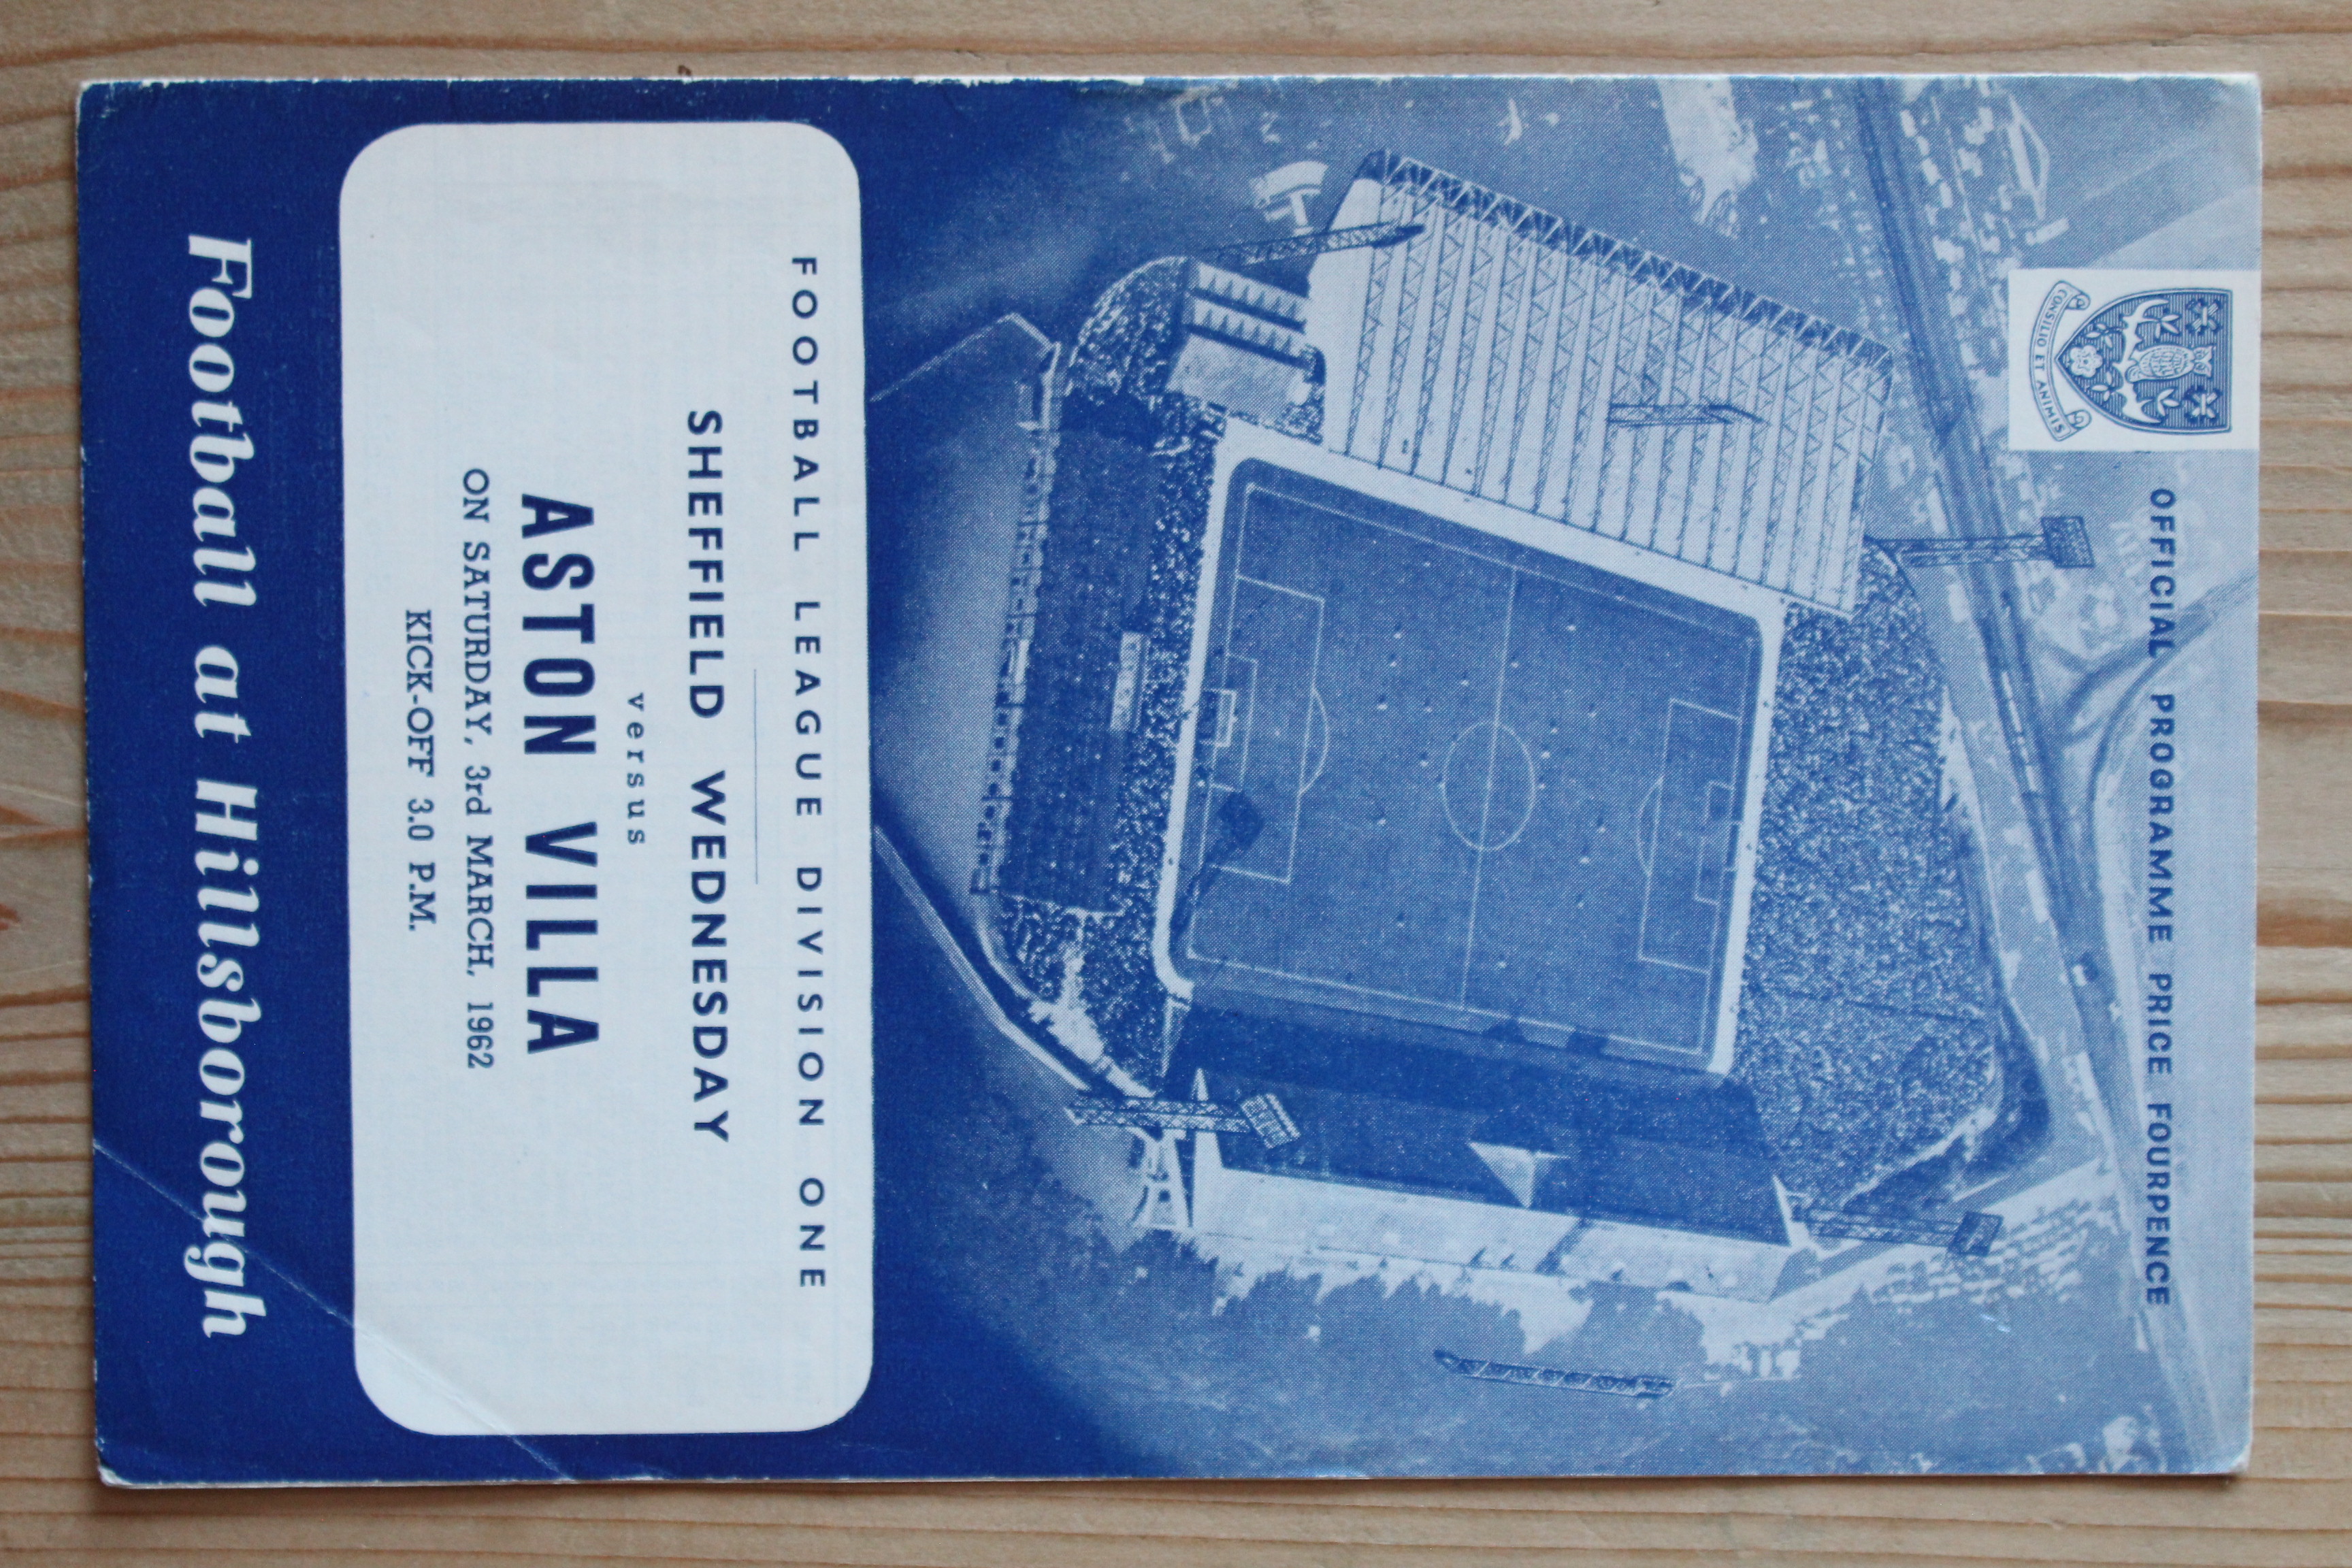 CONSILIO ET ANIMIS
OFFICIAL PROGRAMME PRICE FOURPENCE
FOOTBALL LEAGUE DIVISION ONE
SHEFFIELD WEDNESDAY
versus
ASTON VILLA
ON SATURDAY, 3rd MARCH, 1962
KICK-OFF 3.0 P.M.
Football at Hillsborough